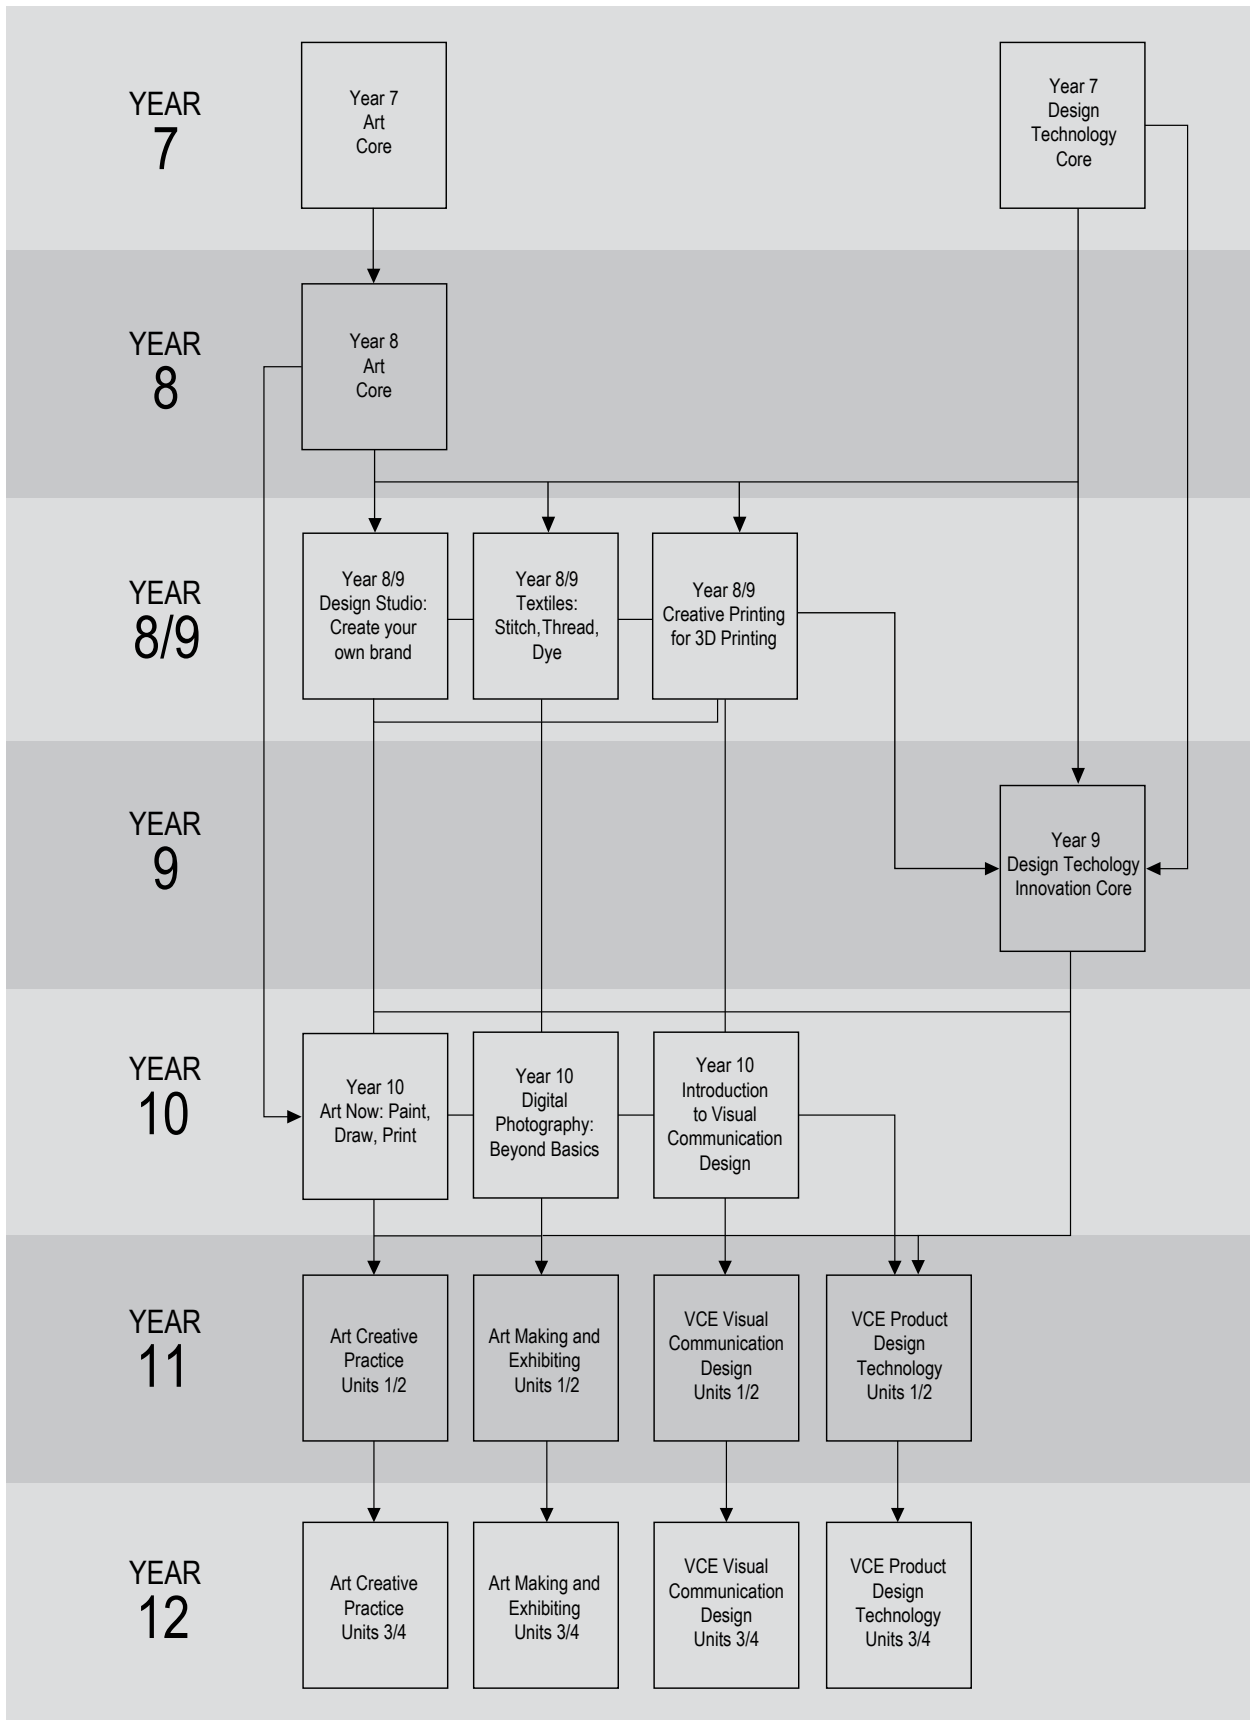 YEAR
7
Year 7
Art
Core
Year 7
Design
Technology
Core
YEAR
8
Year 8
Art
Core
YEAR
8/9
Year 8/9
Design Studio:
Create your
own brand
Year 8/9
Textiles:
Stitch,Thread,
Dye
Year 8/9
Creative Printing
for 3D Printing
YEAR
9
Year 9
Design Techology
Innovation Core
YEAR
10
Year 10
Art Now: Paint,
Draw, Print
Year 10
Digital
Photography:
Beyond Basics
Year 10
Introduction
to Visual
Communication
Design
YEAR
11
Art Creative
Practice
Units 1/2
Art Making and
Exhibiting
Units 1/2
VCE Visual
Communication
Design
Units 1/2
VCE Product
Design
Technology
Units 1/2
YEAR
12
Art Creative
Practice
Units 3/4
Art Making and
Exhibiting
Units 3/4
VCE Visual
Communication
Design
Units 3/4
VCE Product
Design
Technology
Units 3/4